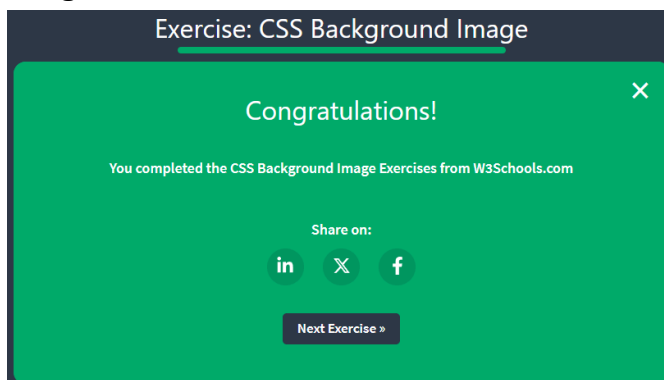 Exercise: CSS Background Image
Congratulations!
You completed the CSS Background Image Exercises from W3Schools.com
Share on:
in X f
Next Exercise »